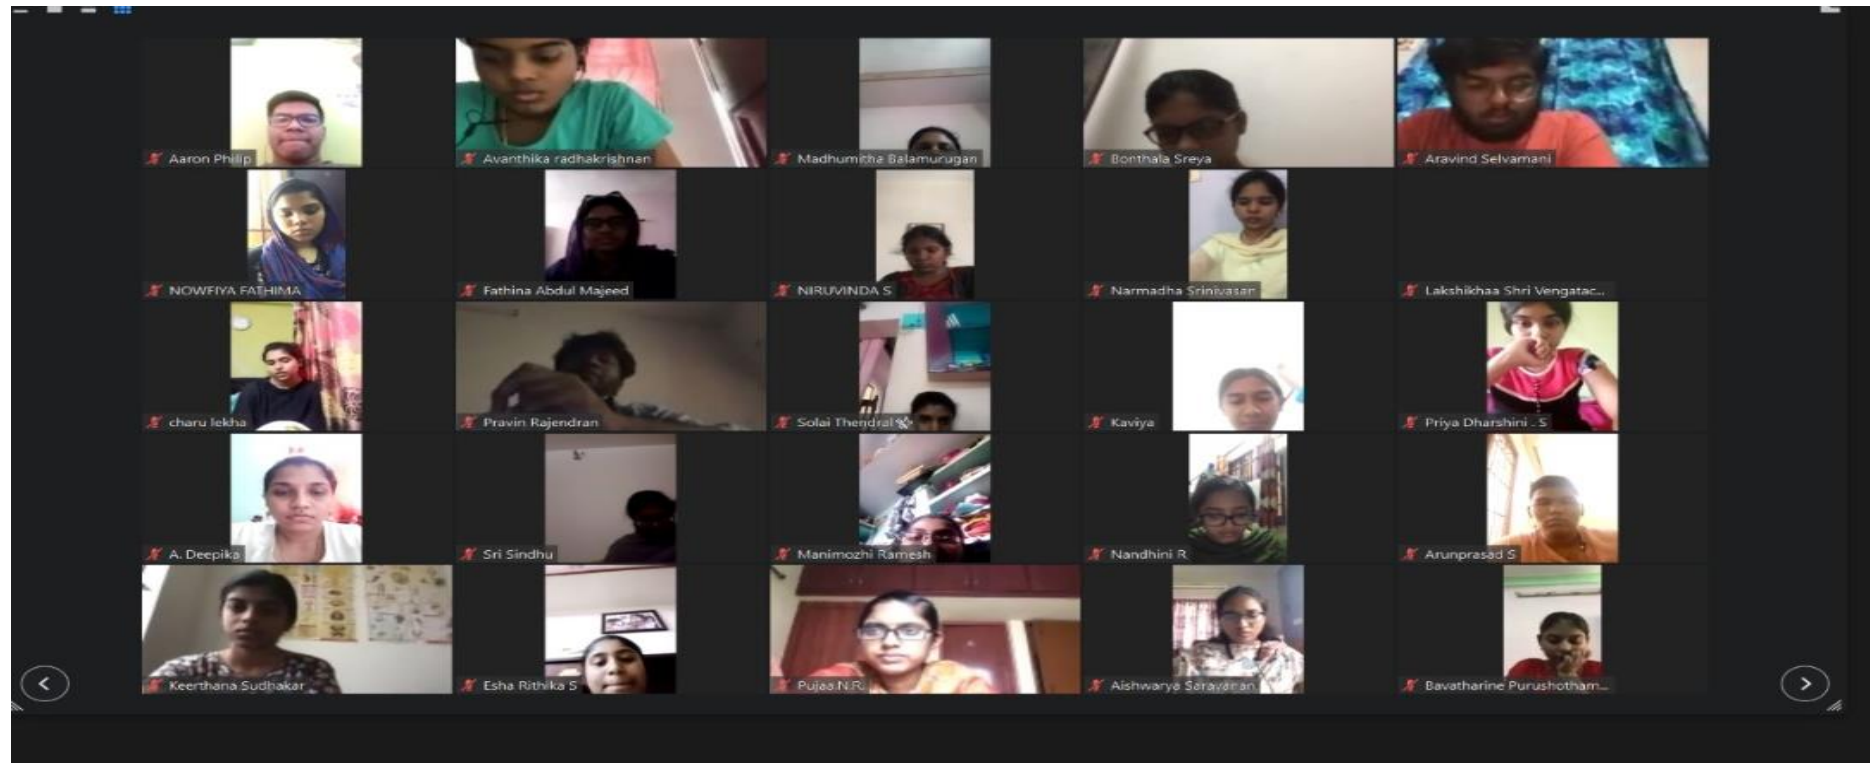 Aaron Philip
Avanthika radhakrishnan
Madhumitha Balamurugan
Bonthala Sreya
Aravind Selvamani
NOWFIYA FATHIMA
Fathina Abdul Majeed
NIRUVINDA S
Narmadha Srinivasan
Lakshikhaa Shri Vengatac...
charu lekha
Pravin Rajendran
Solai Thendral
Kaviya
Priya Dharshini . S
A. Deepika
Sri Sindhu
Manimozhi Ramesh
Nandhini R
Arunprasad S
Keerthana Sudhakar
Esha Rithika S
Pujaa.N.R.
Aishwarya Saravanan
Bavatharine Purushotham...